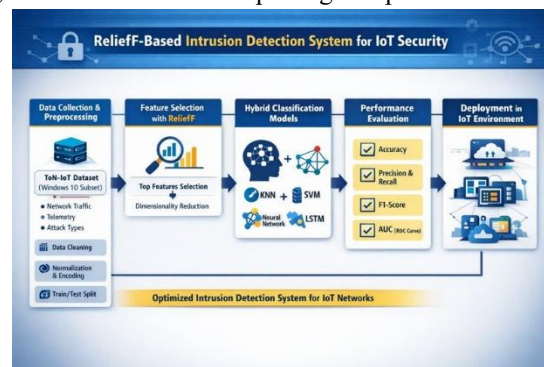 ReliefF-Based Intrusion Detection System for IoT Security
Data Collection &
Preprocessing
ToN-IoT Dataset
(Windows 10 Subset)
• Network Traffic
• Telemetry
• Attack Types
Data Cleaning
Normalization
& Encoding
Train/Test Split
Feature Selection
with ReliefF
Top Features Selection
Dimensionality Reduction
Hybrid Classification
Models
+
KNN + SVM
Neural
Network
LSTM
Performance
Evaluation
Accuracy
Precision &
Recall
F1-Score
AUC (ROC Curve)
Deployment in
IoT Environment
Optimized Intrusion Detection System for IoT Networks